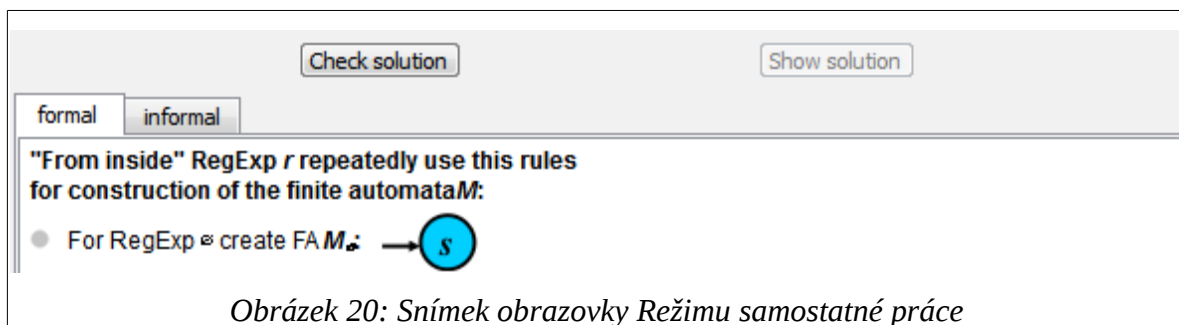 Check solution Show solution
formal informal
"From inside" RegExp r repeatedly use this rules
for construction of the finite automataM:
For RegExp create FA M : s
Obrázek 20: Snímek obrazovky Režimu samostatné práce